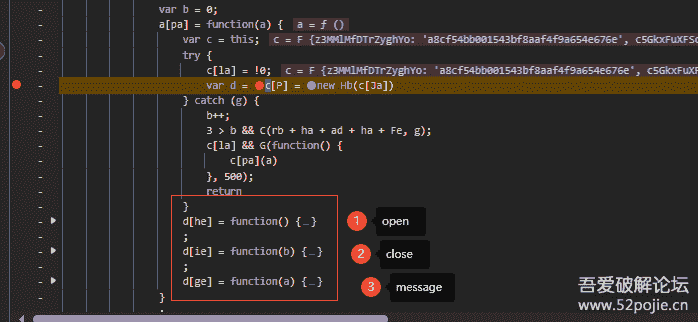 var b = 0;
a[pa] = function(a) { a = ƒ ()
var c = this; c = F {z3MMlMfDTrZyghYo: 'a8cf54bb001543bf8aaf4f9a654e676e', c5GkxFuXFSc
try {
c[la] = !0; c = F {z3MMlMfDTrZyghYo: 'a8cf54bb001543bf8aaf4f9a654e676e', c5GkxFuXF
var d = c[P] = new Hb(c[Ja])
} catch (g) {
b++;
3 > b && C(rb + ha + ad + ha + Fe, g);
c[la] && G(function() {
c[pa](a)
}, 500);
return
}
d[he] = function() {…} 1 open
;
d[ie] = function(b) {…} 2 close
;
d[ge] = function(a) {…} 3 message
}
;
吾爱破解论坛
www.52pojie.cn